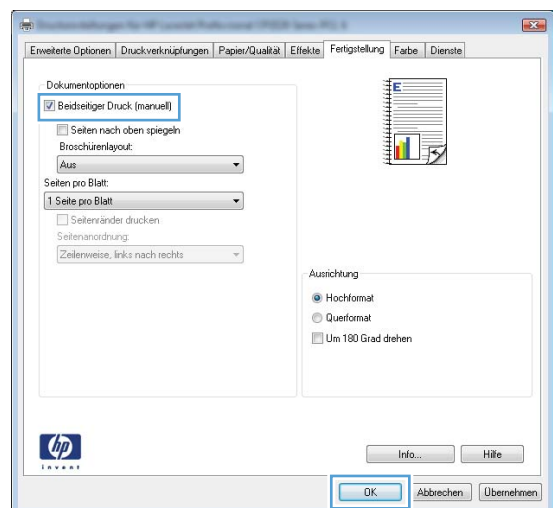 Erweiterte Optionen
Druckverknüpfungen
Papier/Qualität
Effekte
Fertigstellung
Farbe
Dienste
Dokumentoptionen
Beidseitiger Druck (manuell)
Seiten nach oben spiegeln
Broschürenlayout:
Aus
Seiten pro Blatt:
1 Seite pro Blatt
Seitenränder drucken
Seitenanordnung:
Zeilenweise, links nach rechts
E
Ausrichtung
Hochformat
Querformat
Um 180 Grad drehen
hp
invent
Info...
Hilfe
OK
Abbrechen
Übernehmen